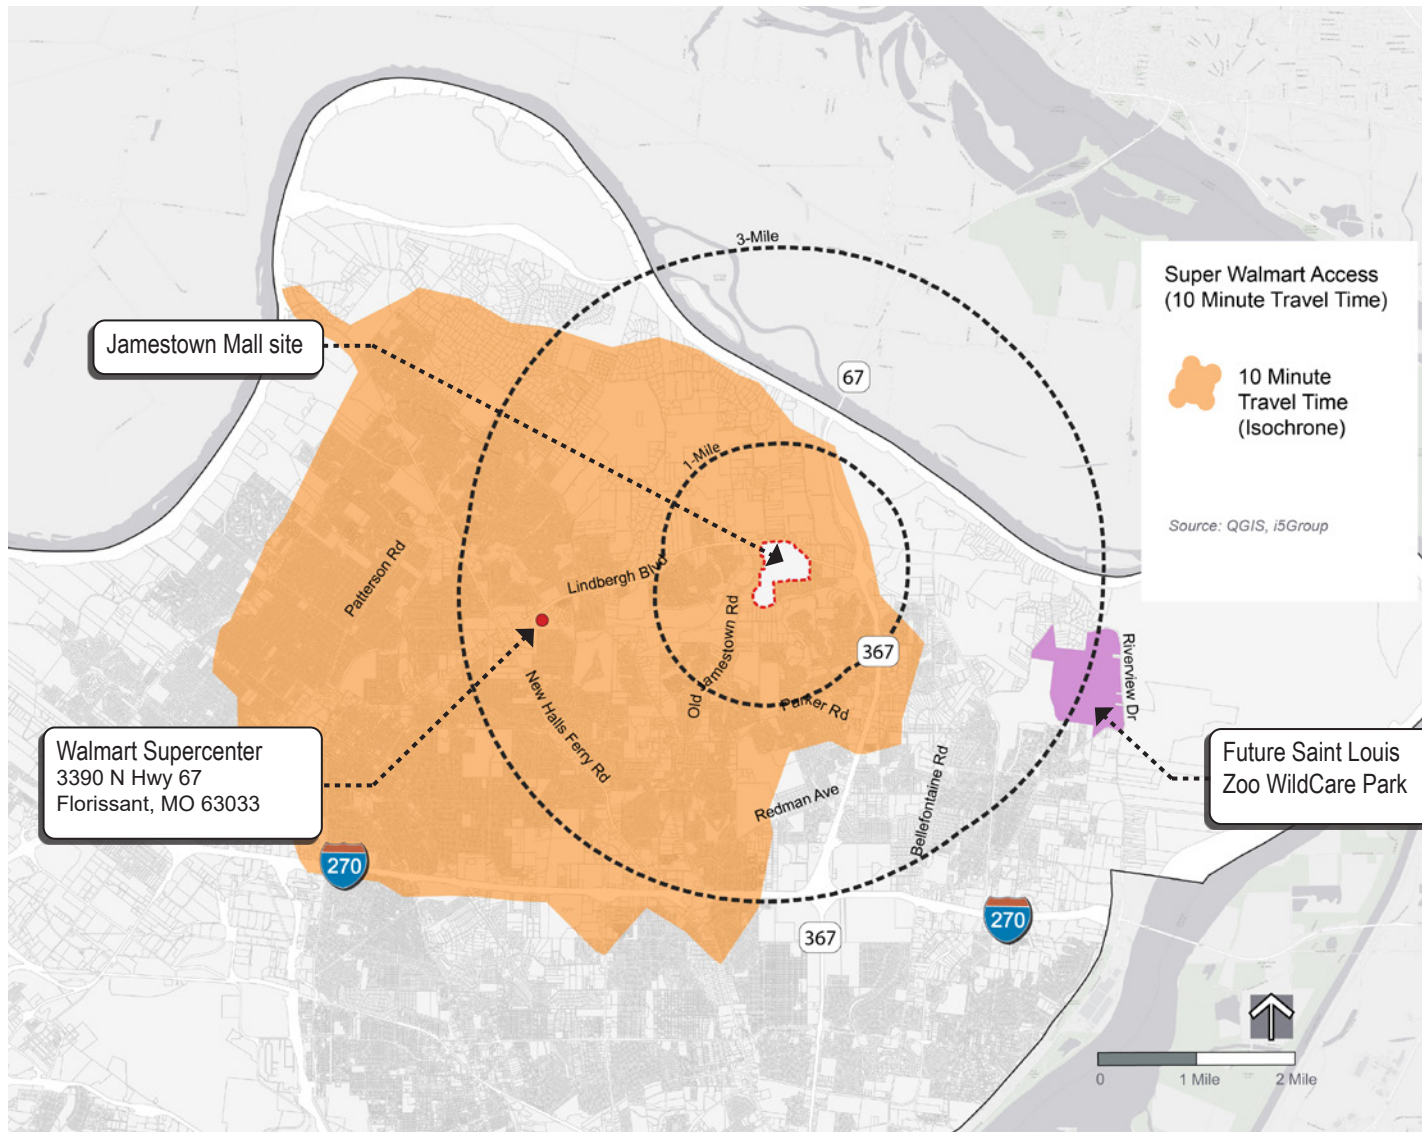 3-Mile
Super Walmart Access
(10 Minute Travel Time)
Jamestown Mall site
67
10 Minute
Travel Time
(Isochrone)
1-Mile
Source: QGIS, i5Group
Patterson Rd
Lindbergh Blvd
Old Jamestown Rd
367
Riverview Dr
New Halls Ferry Rd
Parker Rd
Walmart Supercenter
3390 N Hwy 67
Florissant, MO 63033
Future Saint Louis
Zoo WildCare Park
Redman Ave
Bellefontaine Rd
270
270
367
0
1 Mile
2 Mile